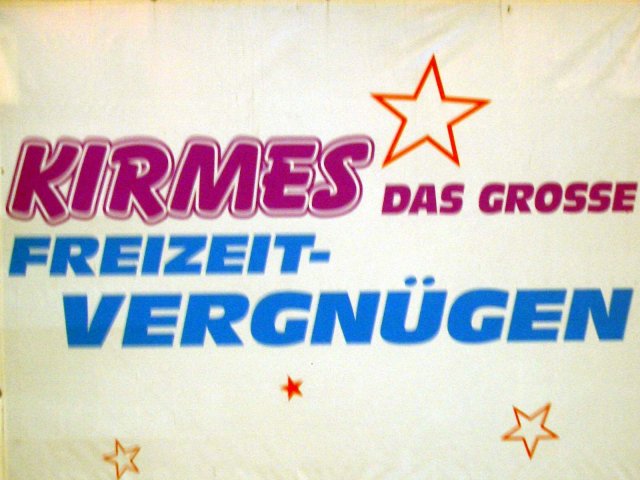 KIRMES DAS GROSSE
FREIZEIT-
VERGNÜGEN